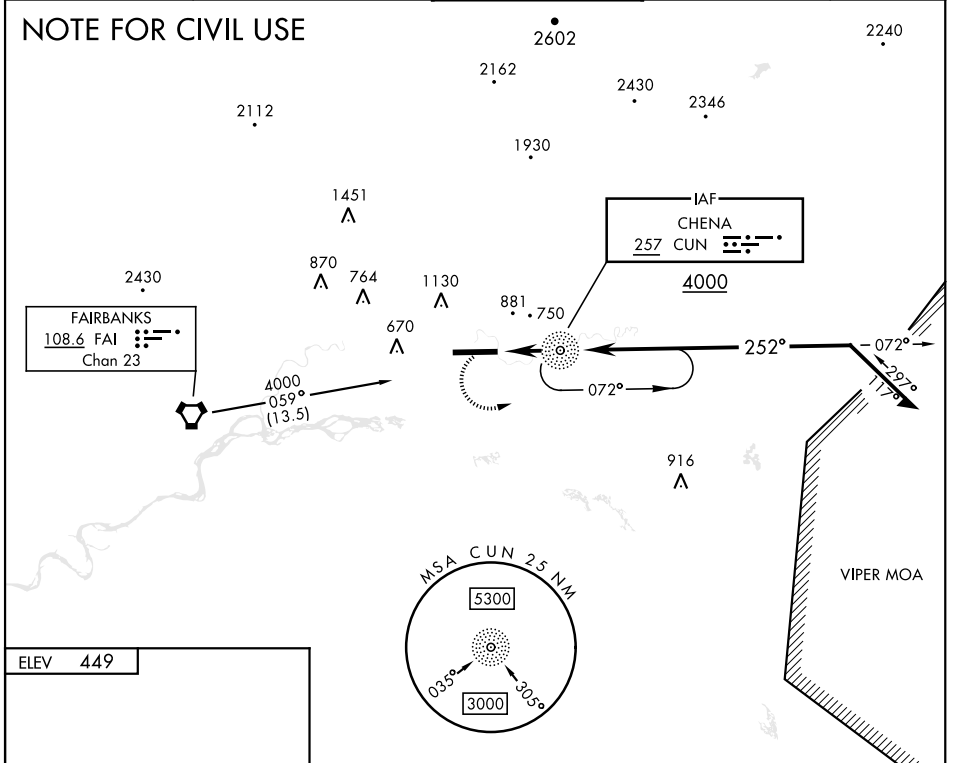 NOTE FOR CIVIL USE
2602
2240
2162
2430
2346
2112
1930
1451
IAF
CHENA
257 CUN
4000
870
764
1130
2430
881
750
FAIRBANKS
108.6 FAI
Chan 23
670
252°
072°
297°
117°
4000
059°
(13.5)
072°
916
MSA CUN 25 NM
5300
035°
305°
3000
VIPER MOA
ELEV 449